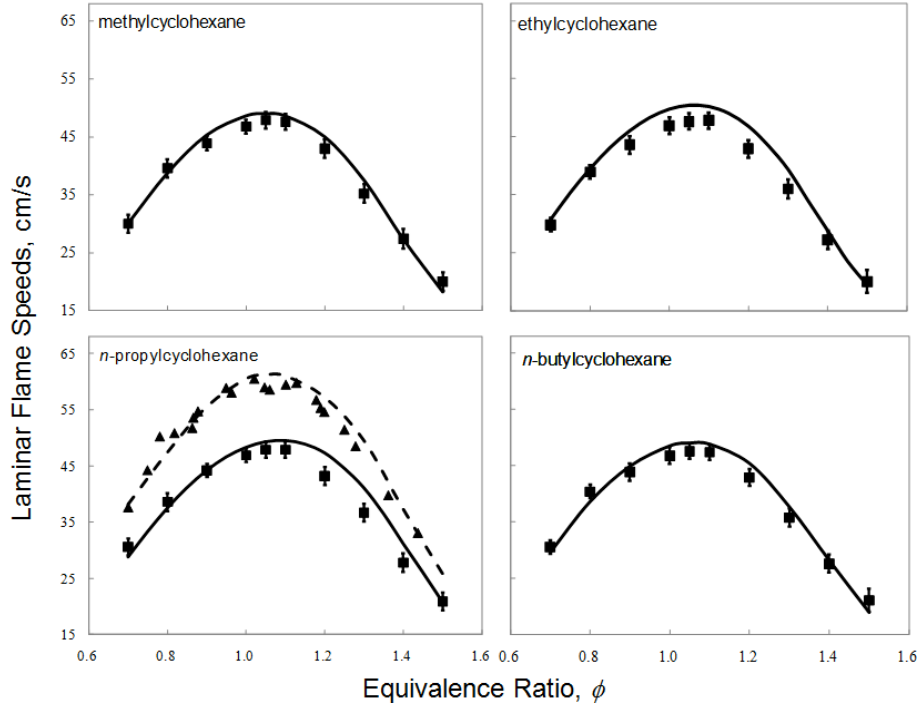 65
methylcyclohexane
ethylcyclohexane
55
45
35
25
15
Laminar Flame Speeds, cm/s
n-propylcyclohexane
n-butylcyclohexane
65
55
45
35
25
15
0.6 0.8 1.0 1.2 1.4 1.6
0.6 0.8 1.0 1.2 1.4 1.6
Equivalence Ratio, ϕ